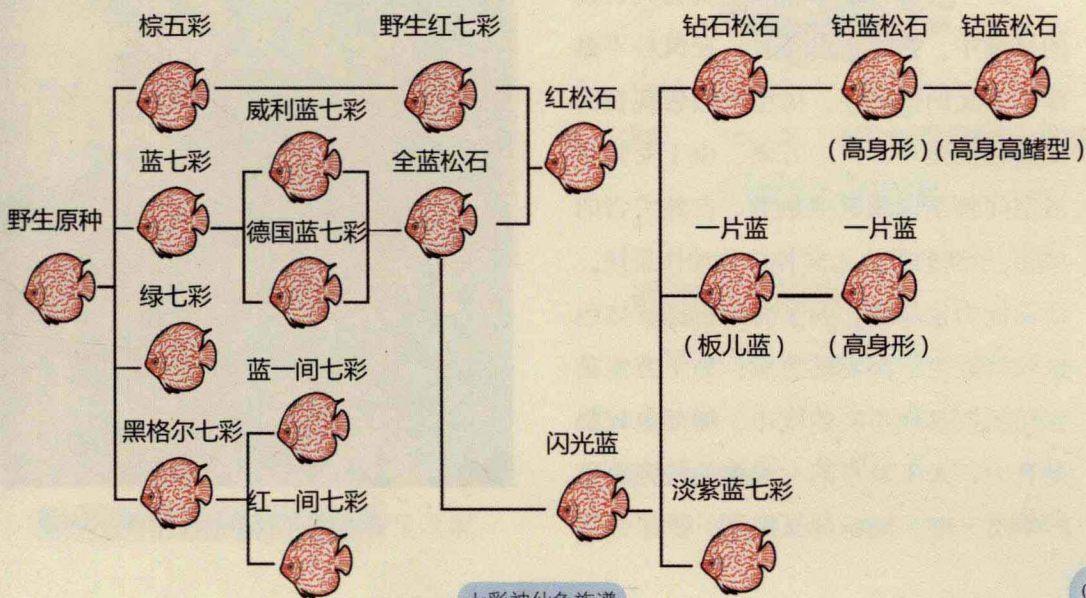 棕五彩
野生红七彩
钻石松石
钴蓝松石
钴蓝松石
威利蓝七彩
红松石
(高身形)
(高身高鳍型)
蓝七彩
全蓝松石
野生原种
德国蓝七彩
一片蓝
一片蓝
绿七彩
(板儿蓝)
(高身形)
蓝一间七彩
黑格尔七彩
闪光蓝
红一间七彩
淡紫蓝七彩